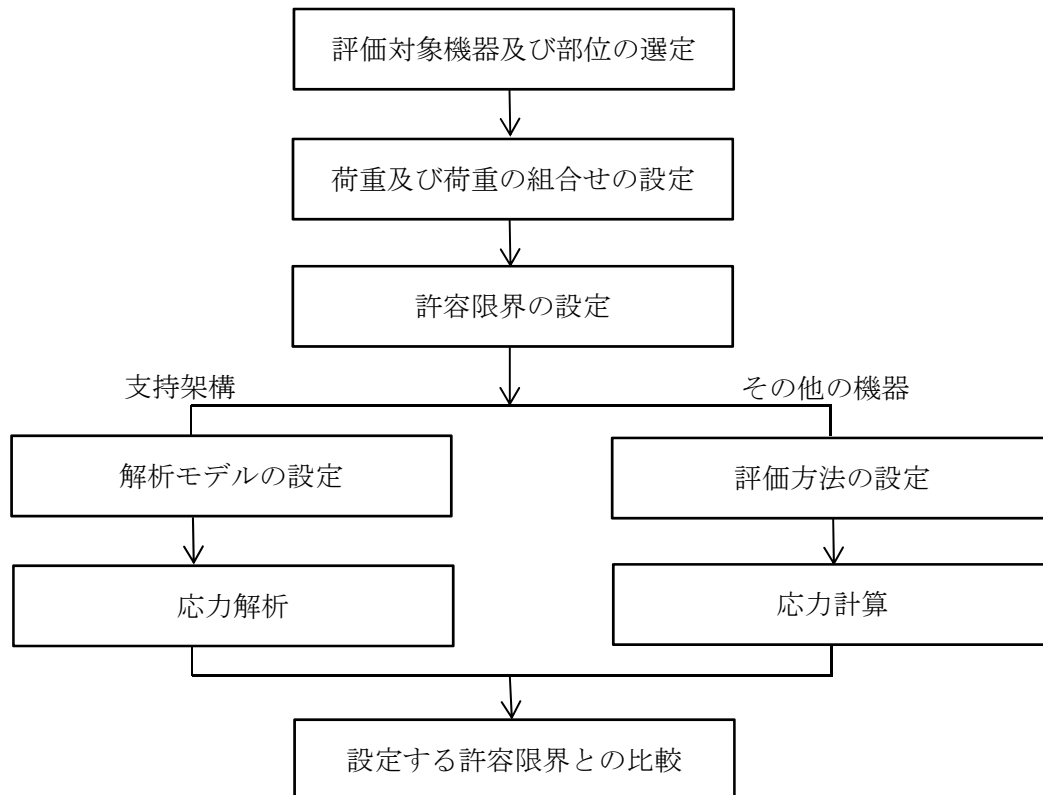 評価対象機器及び部位の選定
荷重及び荷重の組合せの設定
許容限界の設定
支持架構
その他の機器
解析モデルの設定
評価方法の設定
応力解析
応力計算
設定する許容限界との比較